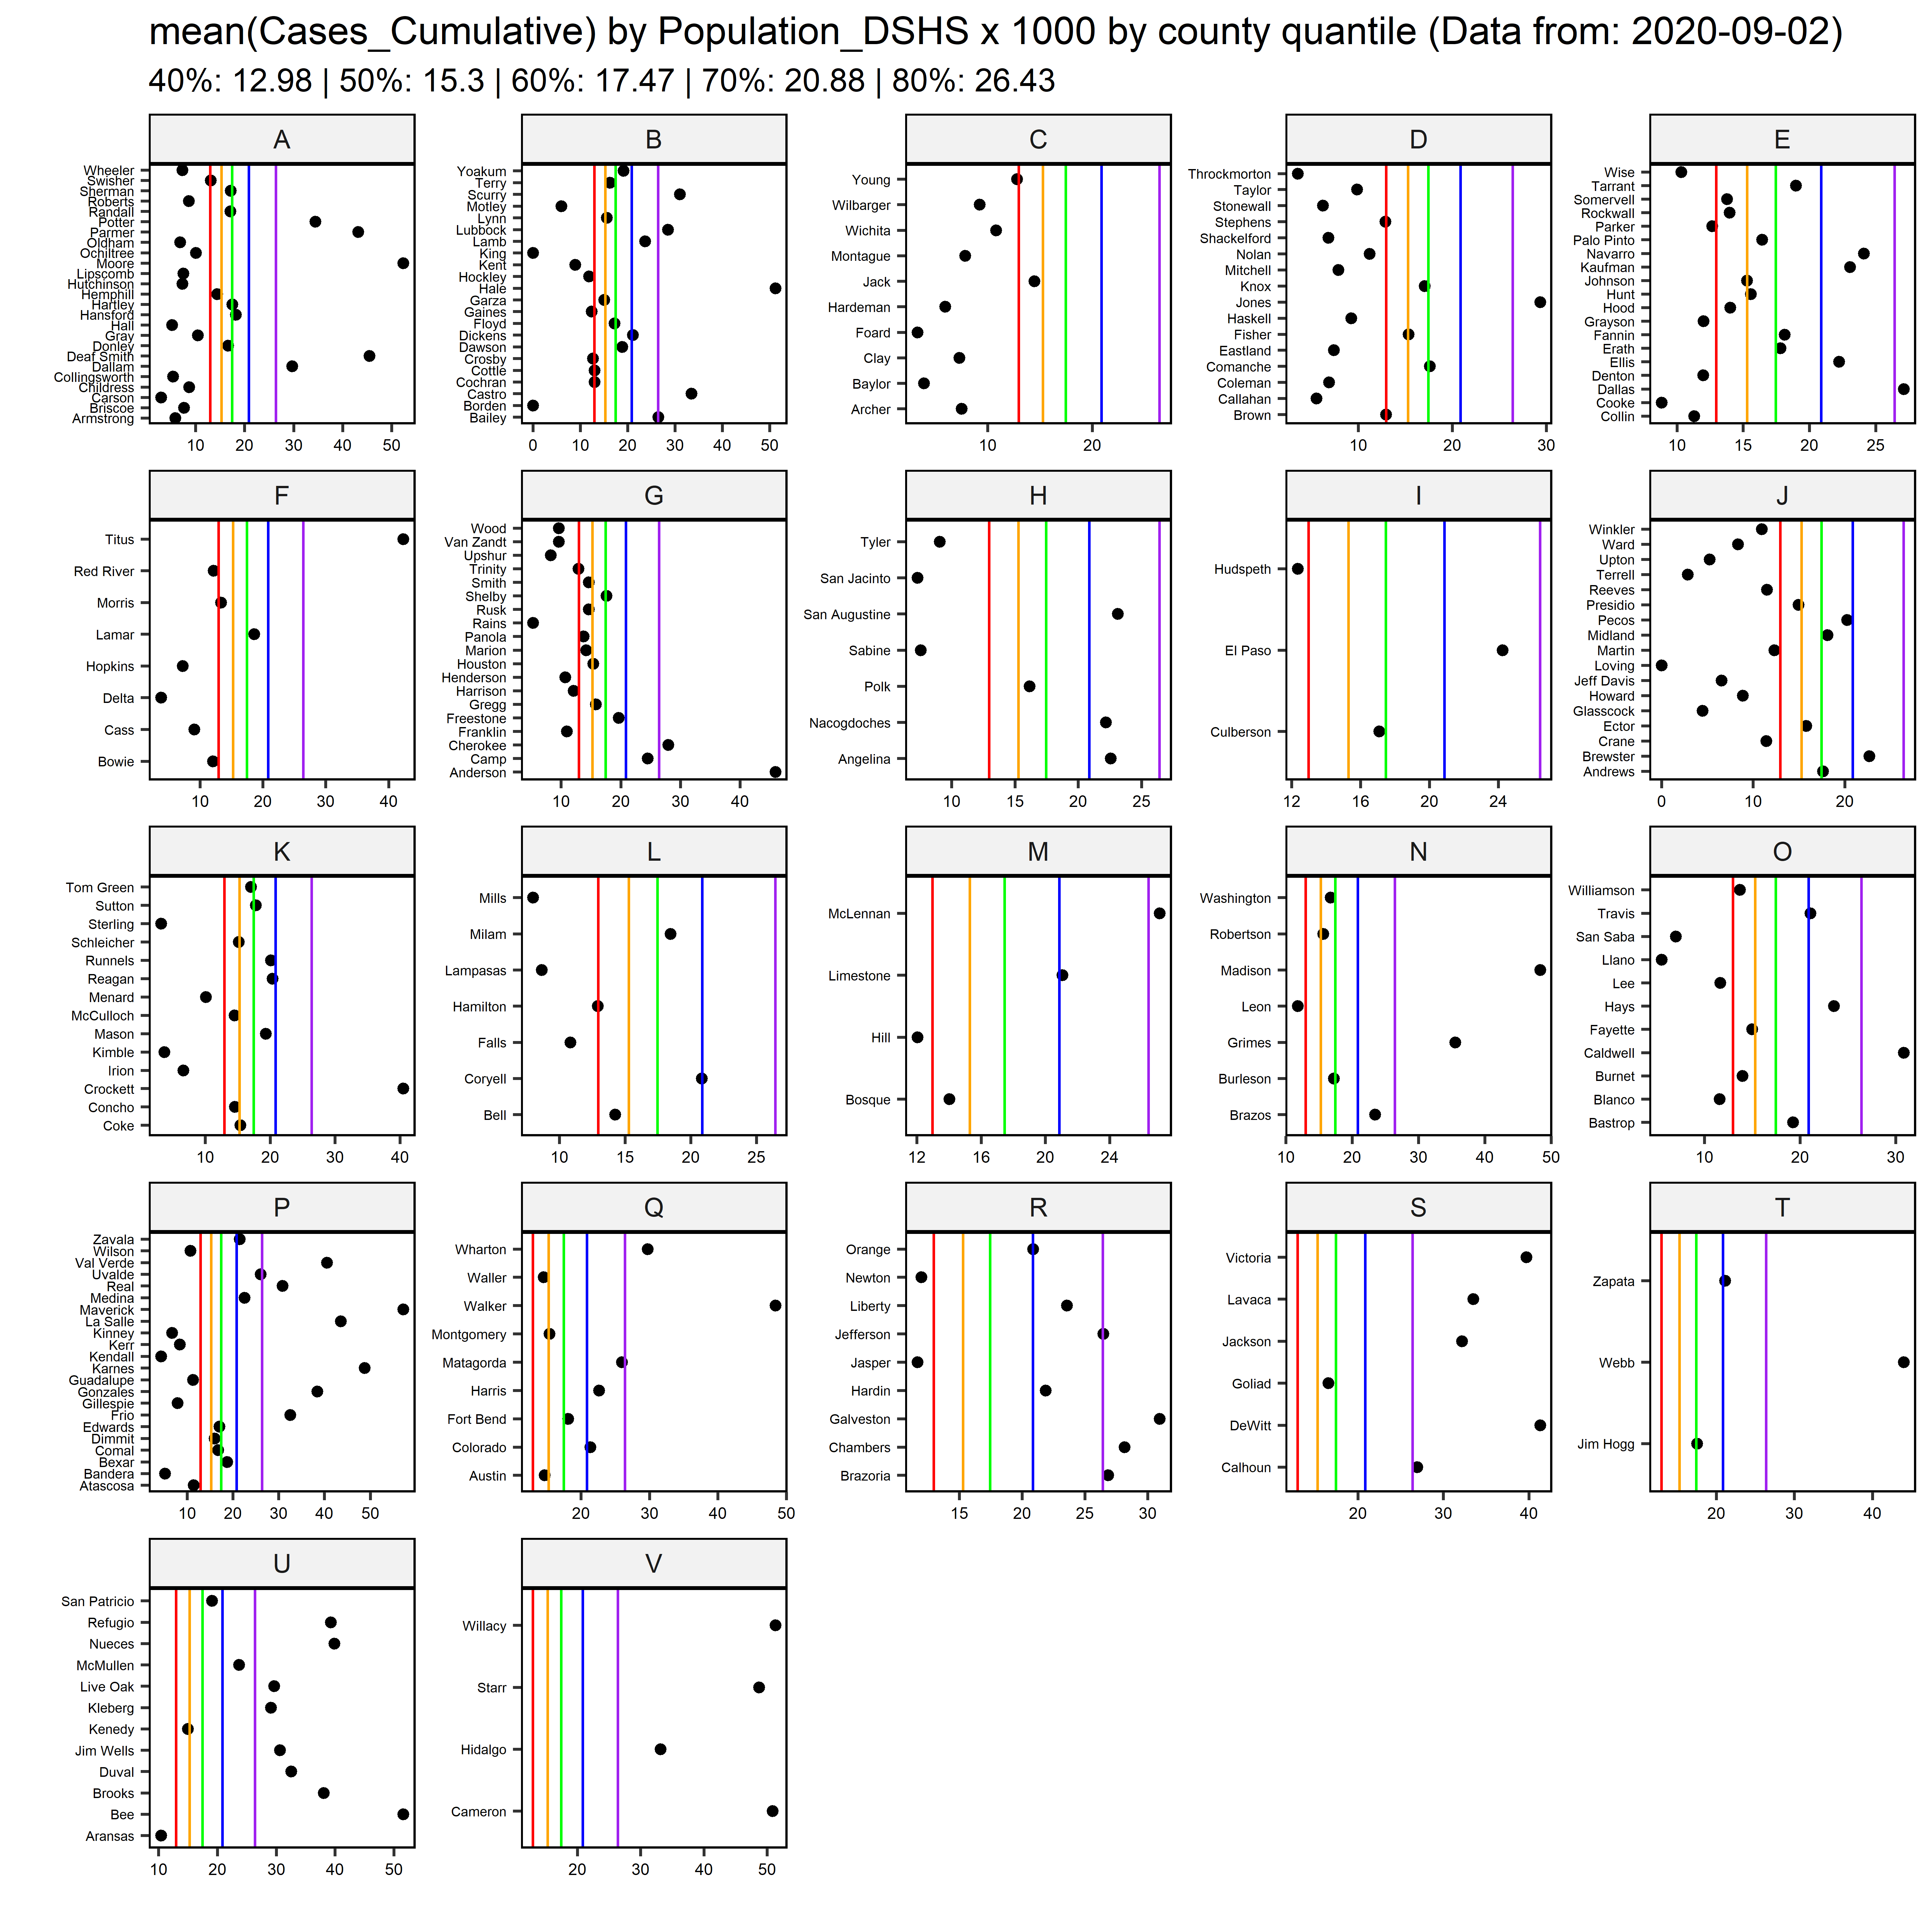 mean(Cases_Cumulative) by Population_DSHS x 1000 by county quantile (Data from: 2020-09-02)
40%: 12.98 | 50%: 15.3 | 60%: 17.47 | 70%: 20.88 | 80%: 26.43
A
Wheeler
Swisher
Sherman
Roberts
Randall
Potter
Parmer
Oldham
Ochiltree
Moore
Lipscomb
Hutchinson
Hemphill
Hartley
Hansford
Hall
Gray
Donley
Deaf Smith
Dallam
Collingsworth
Childress
Carson
Briscoe
Armstrong
10 20 30 40 50
B
Yoakum
Terry
Scurry
Motley
Lynn
Lubbock
Lamb
King
Kent
Hockley
Hale
Garza
Gaines
Floyd
Dickens
Dawson
Crosby
Cottle
Cochran
Castro
Borden
Bailey
0 10 20 30 40 50
C
Young
Wilbarger
Wichita
Montague
Jack
Hardeman
Foard
Clay
Baylor
Archer
10 20
D
Throckmorton
Taylor
Stonewall
Stephens
Shackelford
Nolan
Mitchell
Knox
Jones
Haskell
Fisher
Eastland
Comanche
Coleman
Callahan
Brown
10 20 30
E
Wise
Tarrant
Somervell
Rockwall
Parker
Palo Pinto
Navarro
Kaufman
Johnson
Hunt
Hood
Grayson
Fannin
Erath
Ellis
Denton
Dallas
Cooke
Collin
10 15 20 25
F
Titus
Red River
Morris
Lamar
Hopkins
Delta
Cass
Bowie
10 20 30 40
G
Wood
Van Zandt
Upshur
Trinity
Smith
Shelby
Rusk
Rains
Panola
Marion
Houston
Henderson
Harrison
Gregg
Freestone
Franklin
Cherokee
Camp
Anderson
10 20 30 40
H
Tyler
San Jacinto
San Augustine
Sabine
Polk
Nacogdoches
Angelina
10 15 20 25
I
Hudspeth
El Paso
Culberson
12 16 20 24
J
Winkler
Ward
Upton
Terrell
Reeves
Presidio
Pecos
Midland
Martin
Loving
Jeff Davis
Howard
Glasscock
Ector
Crane
Brewster
Andrews
0 10 20
K
Tom Green
Sutton
Sterling
Schleicher
Runnels
Reagan
Menard
McCulloch
Mason
Kimble
Irion
Crockett
Concho
Coke
10 20 30 40
L
Mills
Milam
Lampasas
Hamilton
Falls
Coryell
Bell
10 15 20 25
M
McLennan
Limestone
Hill
Bosque
12 16 20 24
N
Washington
Robertson
Madison
Leon
Grimes
Burleson
Brazos
10 20 30 40 50
O
Williamson
Travis
San Saba
Llano
Lee
Hays
Fayette
Caldwell
Burnet
Blanco
Bastrop
10 20 30
P
Zavala
Wilson
Val Verde
Uvalde
Real
Medina
Maverick
La Salle
Kinney
Kerr
Kendall
Karnes
Guadalupe
Gonzales
Gillespie
Frio
Edwards
Dimmit
Comal
Bexar
Bandera
Atascosa
10 20 30 40 50
Q
Wharton
Waller
Walker
Montgomery
Matagorda
Harris
Fort Bend
Colorado
Austin
20 30 40 50
R
Orange
Newton
Liberty
Jefferson
Jasper
Hardin
Galveston
Chambers
Brazoria
15 20 25 30
S
Victoria
Lavaca
Jackson
Goliad
DeWitt
Calhoun
20 30 40
T
Zapata
Webb
Jim Hogg
20 30 40
U
San Patricio
Refugio
Nueces
McMullen
Live Oak
Kleberg
Kenedy
Jim Wells
Duval
Brooks
Bee
Aransas
10 20 30 40 50
V
Willacy
Starr
Hidalgo
Cameron
20 30 40 50